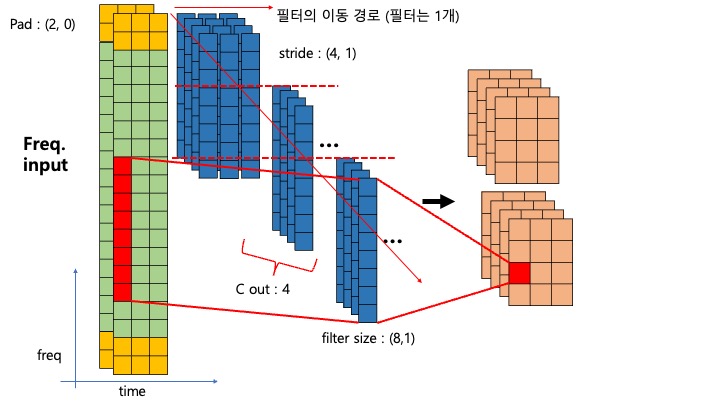 Pad : (2, 0)
필터의 이동 경로 (필터는 1개)
stride : (4, 1)
Freq.
input
...
...
C out : 4
filter size : (8,1)
freq
time